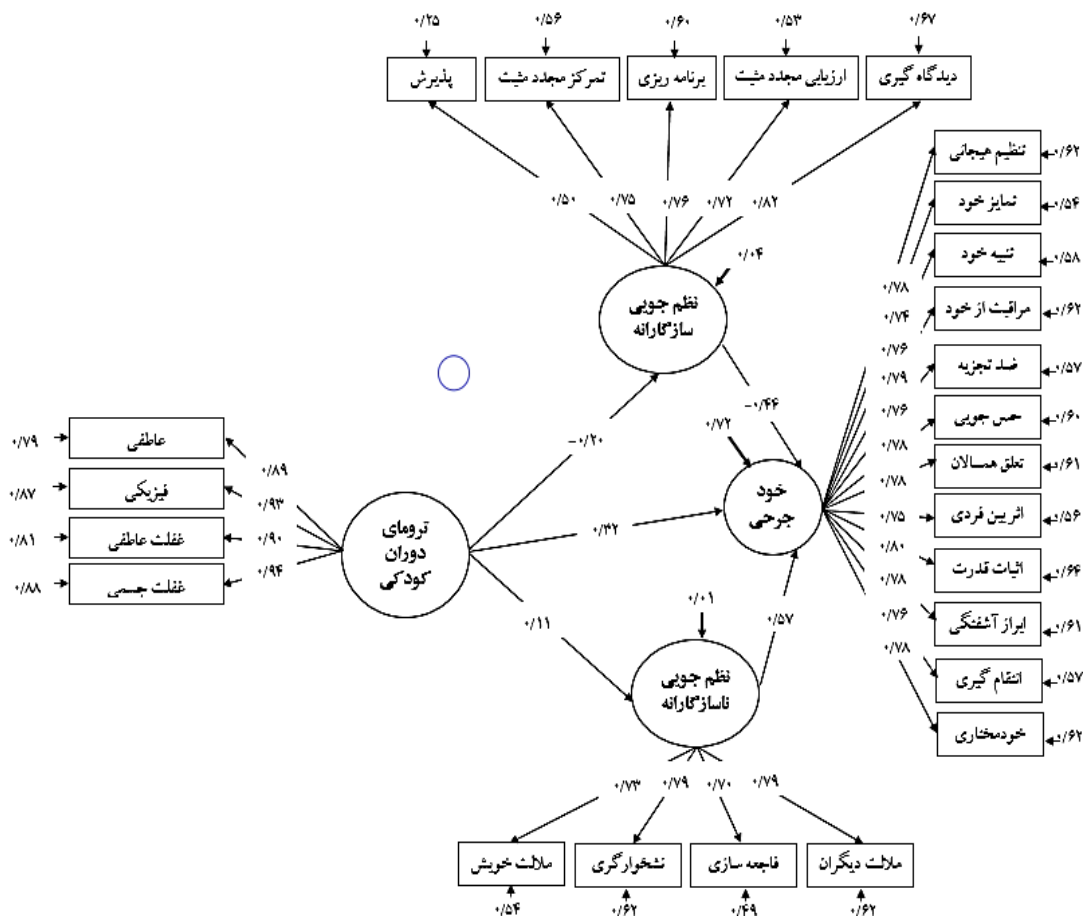 ۰/۲۵ ۰/۵۶ ۰/۶۰ ۰/۵۳ ۰/۶۷
پذیرش
تمرکز مجدد مثبت
برنامه ریزی
ارزیابی مجدد مثبت
دیدگاه گیری
۰/۵۰ ۰/۷۵ ۰/۷۶ ۰/۷۲ ۰/۸۲
۰/۰۴
نظم جویی
سازگارانه
تنظیم هیجانی ۰/۶۲
تمایز خود ۰/۵۴
تنبیه خود ۰/۵۸
مراقبت از خود ۰/۶۲
ضد تجزیه ۰/۵۷
حس جویی ۰/۶۰
تعلق همسالان ۰/۶۱
اثربین فردی ۰/۵۶
اثبات قدرت ۰/۶۴
ابراز آشفتگی ۰/۶۱
انتقام گیری ۰/۵۷
خودمختاری ۰/۶۲
۰/۷۸
۰/۷۴
۰/۷۶
۰/۷۹
۰/۷۶
۰/۷۸
۰/۷۸
۰/۷۵
۰/۸۰
۰/۷۸
۰/۷۶
۰/۷۸
-۰/۴۴
۰/۷۲
خود
جرحی
-۰/۲۰
۰/۴۲
۰/۱۱
۰/۵۷
۰/۷۹ عاطفی
۰/۸۷ فیزیکی
۰/۸۱ غفلت عاطفی
۰/۸۸ غفلت جسمی
۰/۸۹
۰/۹۳
۰/۹۰
۰/۹۴
ترومای
دوران
کودکی
۰/۰۱
نظم جویی
ناسازگارانه
۰/۷۳ ۰/۷۹ ۰/۷۰ ۰/۷۹
ملالت خویش
نشخوارگری
فاجعه سازی
ملالت دیگران
۰/۵۴ ۰/۶۲ ۰/۴۹ ۰/۶۲